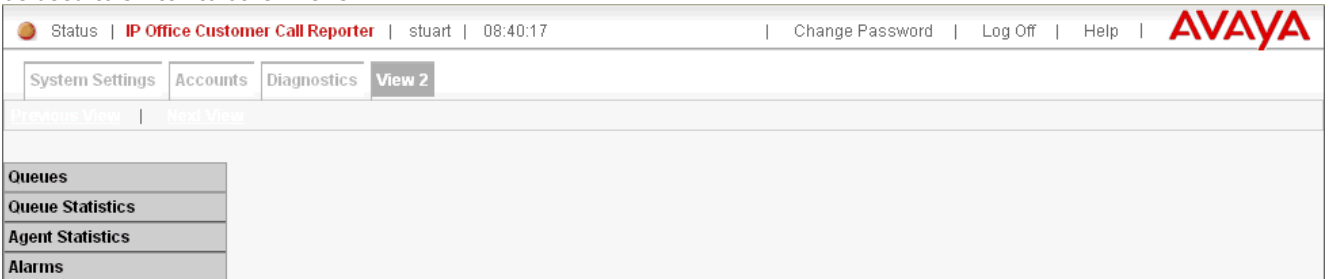 Status | IP Office Customer Call Reporter | stuart | 08:40:17 | Change Password | Log Off | Help | AVAYA
System Settings Accounts Diagnostics View 2
Previous View | Next View
Queues
Queue Statistics
Agent Statistics
Alarms